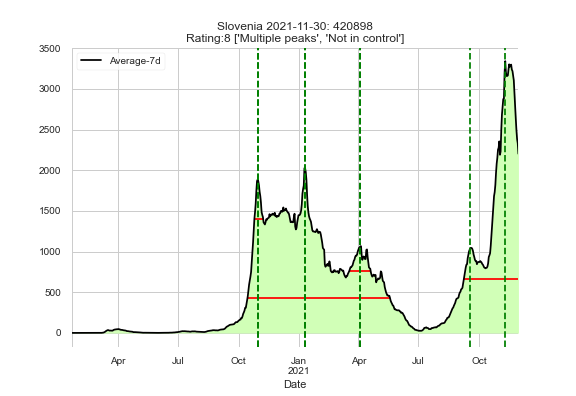 Slovenia 2021-11-30: 420898
Rating:8 ['Multiple peaks', 'Not in control']
Average-7d
3500
3000
2500
2000
1500
1000
500
0
Apr Jul Oct Jan Apr Jul Oct
2021
Date